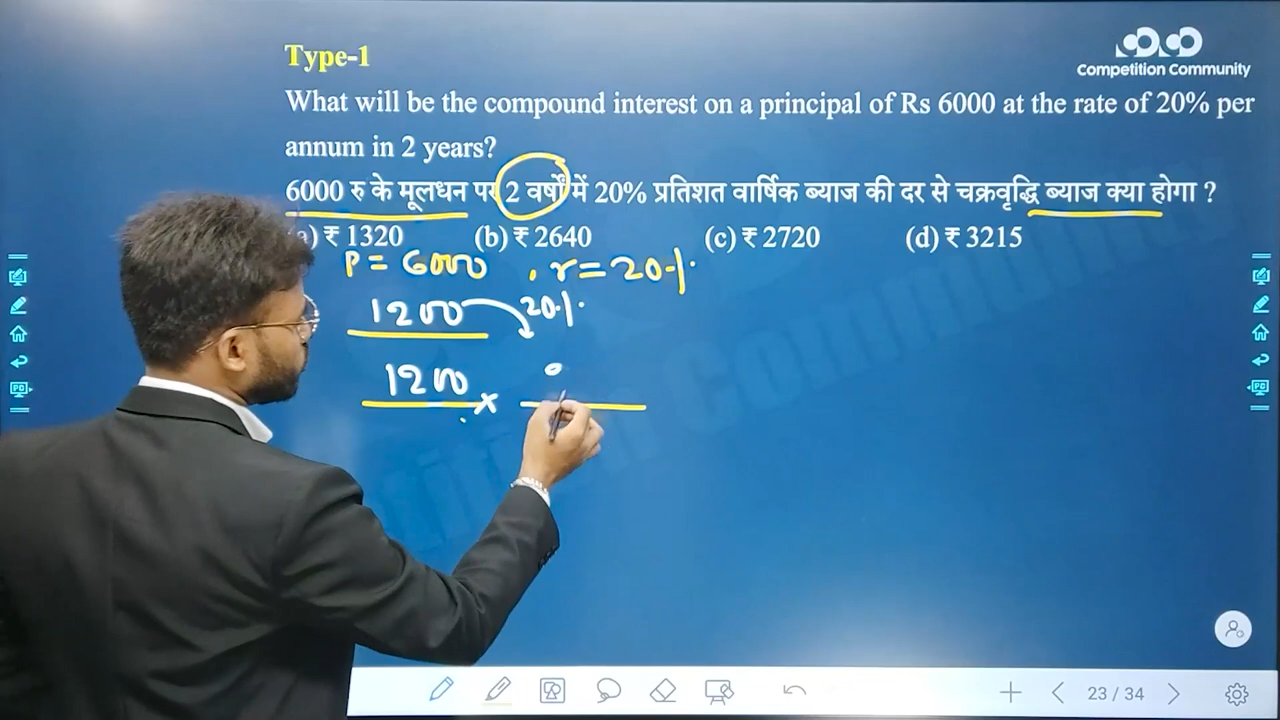 Type-1
Competition Community
What will be the compound interest on a principal of Rs 6000 at the rate of 20% per
annum in 2 years?
6000 रु के मूलधन पर 2 वर्षों में 20% प्रतिशत वार्षिक ब्याज की दर से चक्रवृद्धि ब्याज क्या होगा ?
a) ₹ 1320 (b) ₹ 2640 (c) ₹ 2720 (d) ₹ 3215
P = 6000 , r = 20%.
1200 20%.
1200 ×
23 / 34